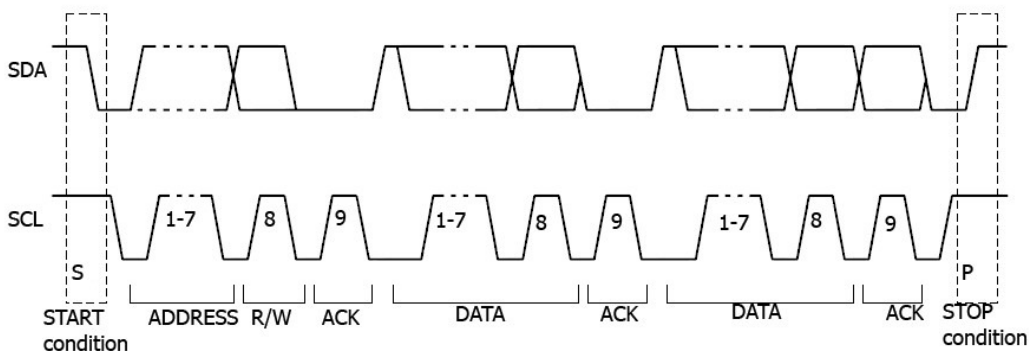 SDA
SCL
1-7
8
9
1-7
8
9
1-7
8
9
S
P
START
condition
ADDRESS
R/W
ACK
DATA
ACK
DATA
ACK
STOP
condition